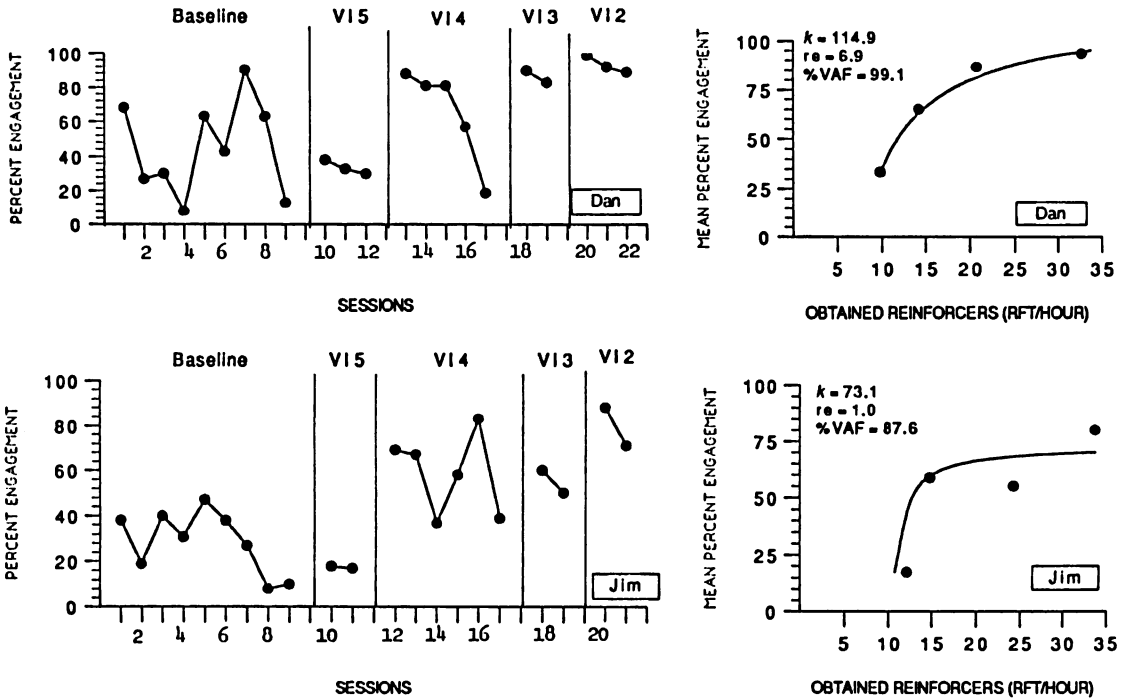 Baseline VI5 VI4 VI3 VI2
PERCENT ENGAGEMENT
100
80
60
40
20
0
Dan
2 4 6 8 10 12 14 16 18 20 22
SESSIONS
k = 114.9
re = 6.9
%VAF = 99.1
MEAN PERCENT ENGAGEMENT
100
75
50
25
0
Dan
5 10 15 20 25 30 35
OBTAINED REINFORCERS (RFT/HOUR)
Baseline VI5 VI4 VI3 VI2
PERCENT ENGAGEMENT
100
80
60
40
20
0
Jim
2 4 6 8 10 12 14 16 18 20
SESSIONS
k = 73.1
re = 1.0
%VAF = 87.6
MEAN PERCENT ENGAGEMENT
100
75
50
25
0
Jim
5 10 15 20 25 30 35
OBTAINED REINFORCERS (RFT/HOUR)